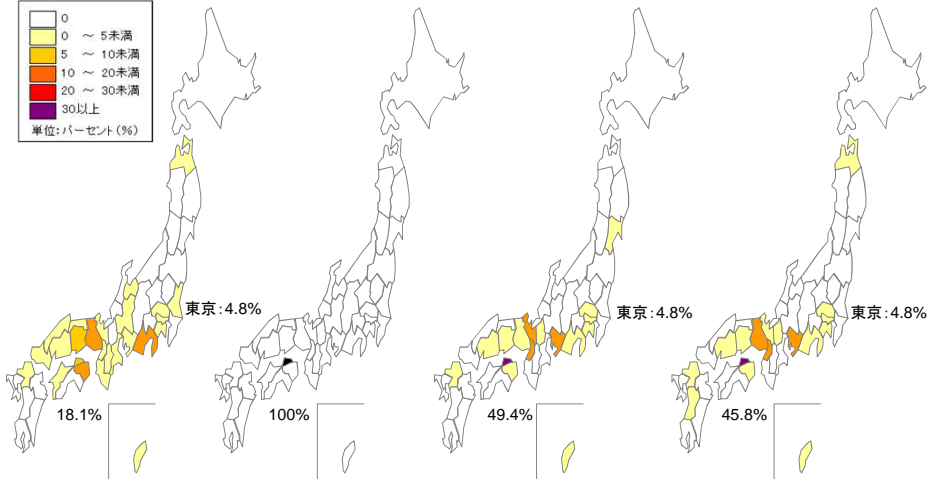 0
0 ～ 5未満
5 ～ 10未満
10 ～ 20未満
20 ～ 30未満
30以上
単位:パーセント(%)
東京:4.8%
東京:4.8%
東京:4.8%
18.1%
100%
49.4%
45.8%